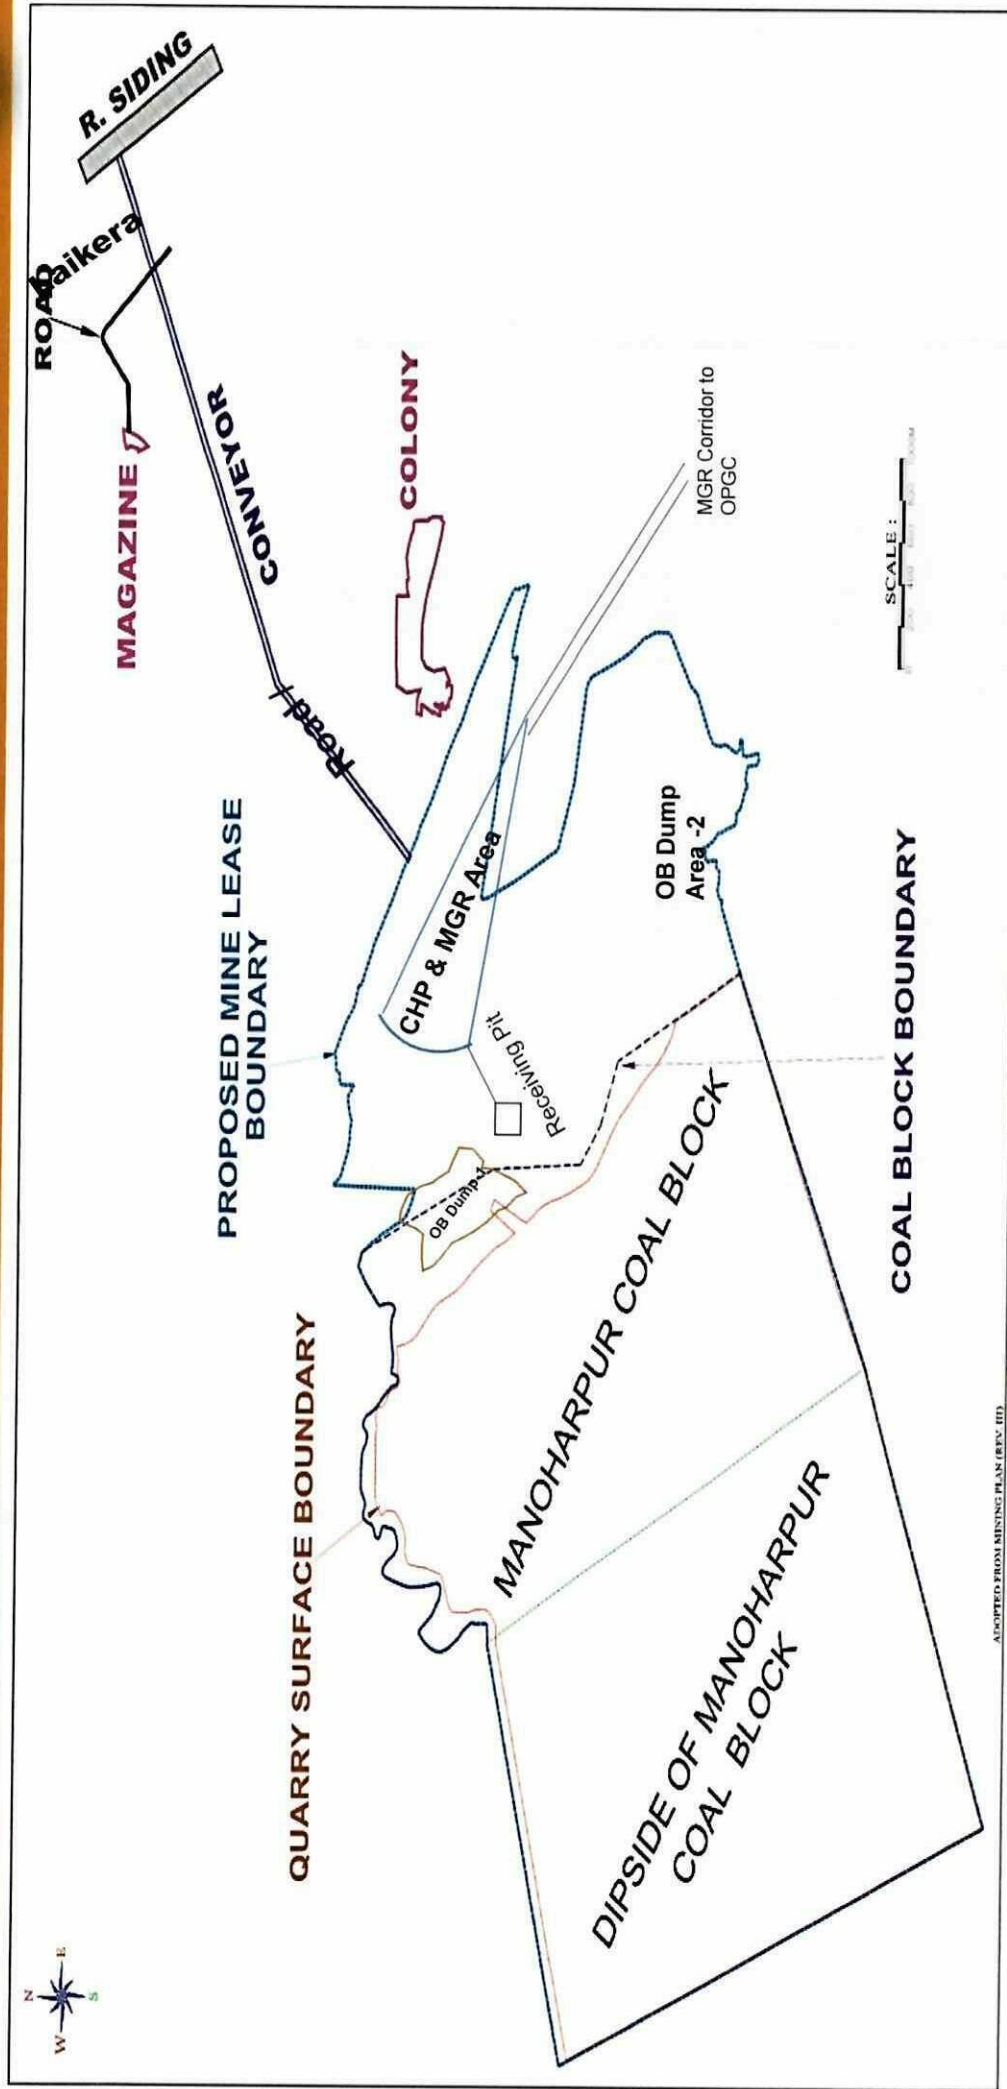 N
W
E
S
R. SIDING
ROAD
aikera
MAGAZINE
CONVEYOR
COLONY
Road
PROPOSED MINE LEASE
BOUNDARY
MGR Corridor to
OPGC
SCALE :
CHP & MGR Area
OB Dump
Area -2
Receiving Pit
OB Dump-1
QUARRY SURFACE BOUNDARY
MANOHARPUR COAL BLOCK
COAL BLOCK BOUNDARY
DIPSIDE OF MANOHARPUR
COAL BLOCK
ADOPTED FROM MINING PLAN (REV. III)